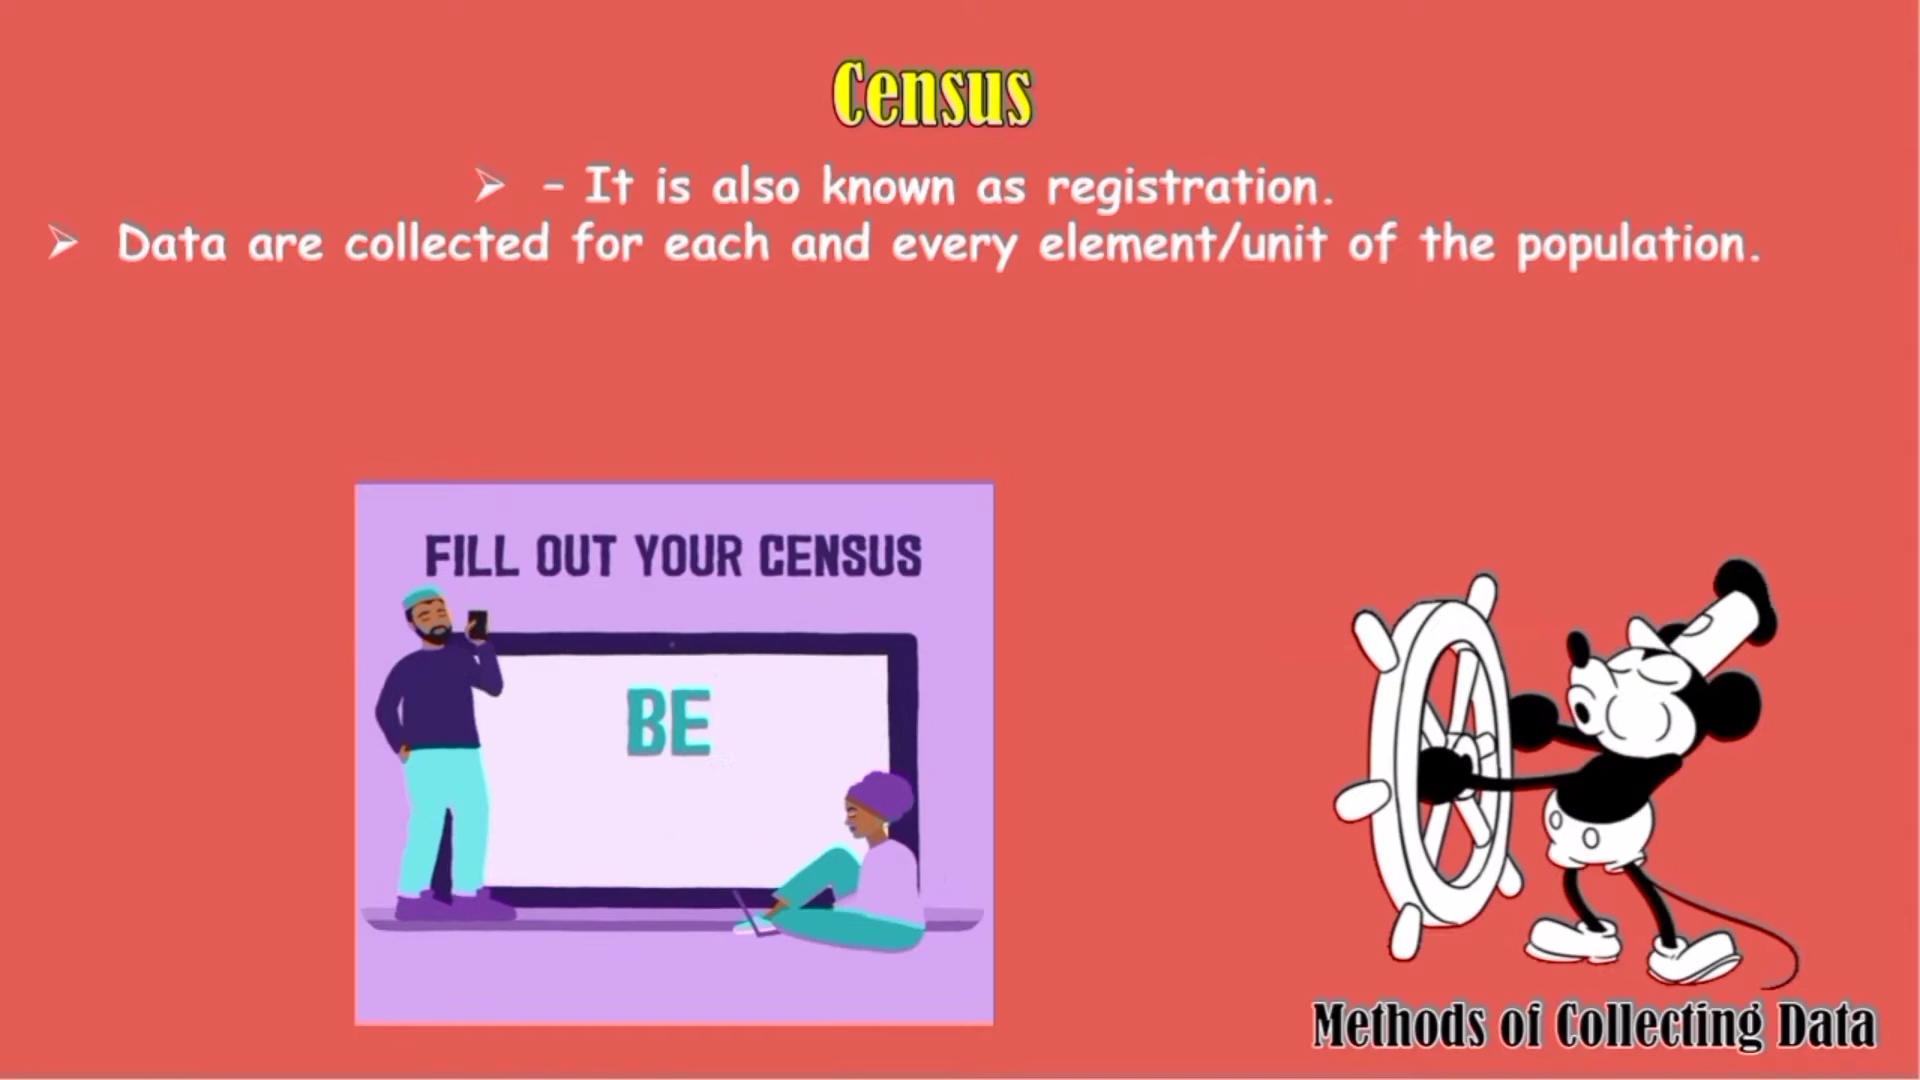 Census
➢ – It is also known as registration.
➢ Data are collected for each and every element/unit of the population.
FILL OUT YOUR CENSUS
BE
Methods of Collecting Data